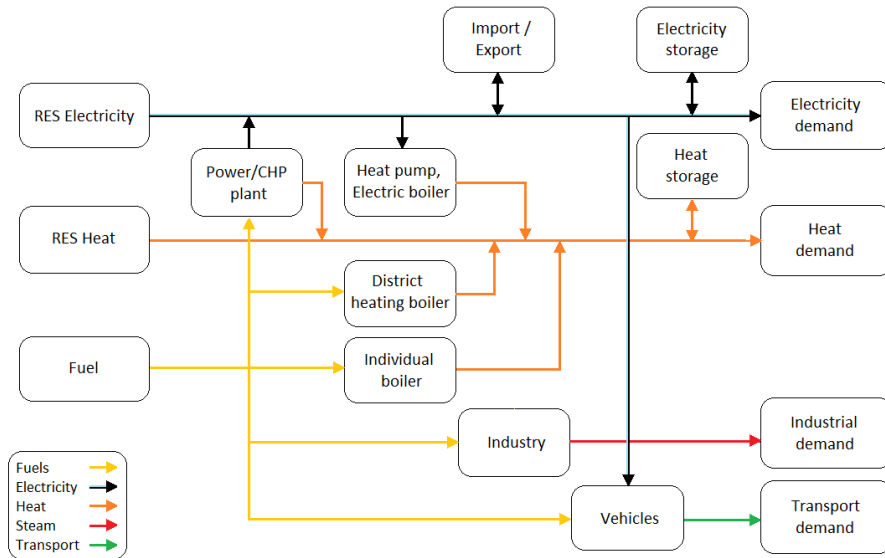 Import /
Export
Electricity
storage
RES Electricity
Electricity
demand
Power/CHP
plant
Heat pump,
Electric boiler
Heat
storage
RES Heat
Heat
demand
District
heating boiler
Fuel
Individual
boiler
Industry
Industrial
demand
Vehicles
Transport
demand
Fuels
Electricity
Heat
Steam
Transport